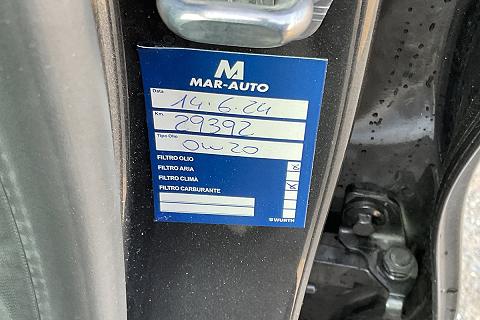 M
MAR-AUTO
Data 14.6.24
Km. 29392
Tipo Olio 0W20
FILTRO OLIO
FILTRO ARIA X
FILTRO CLIMA
FILTRO CARBURANTE X
WÜRTH